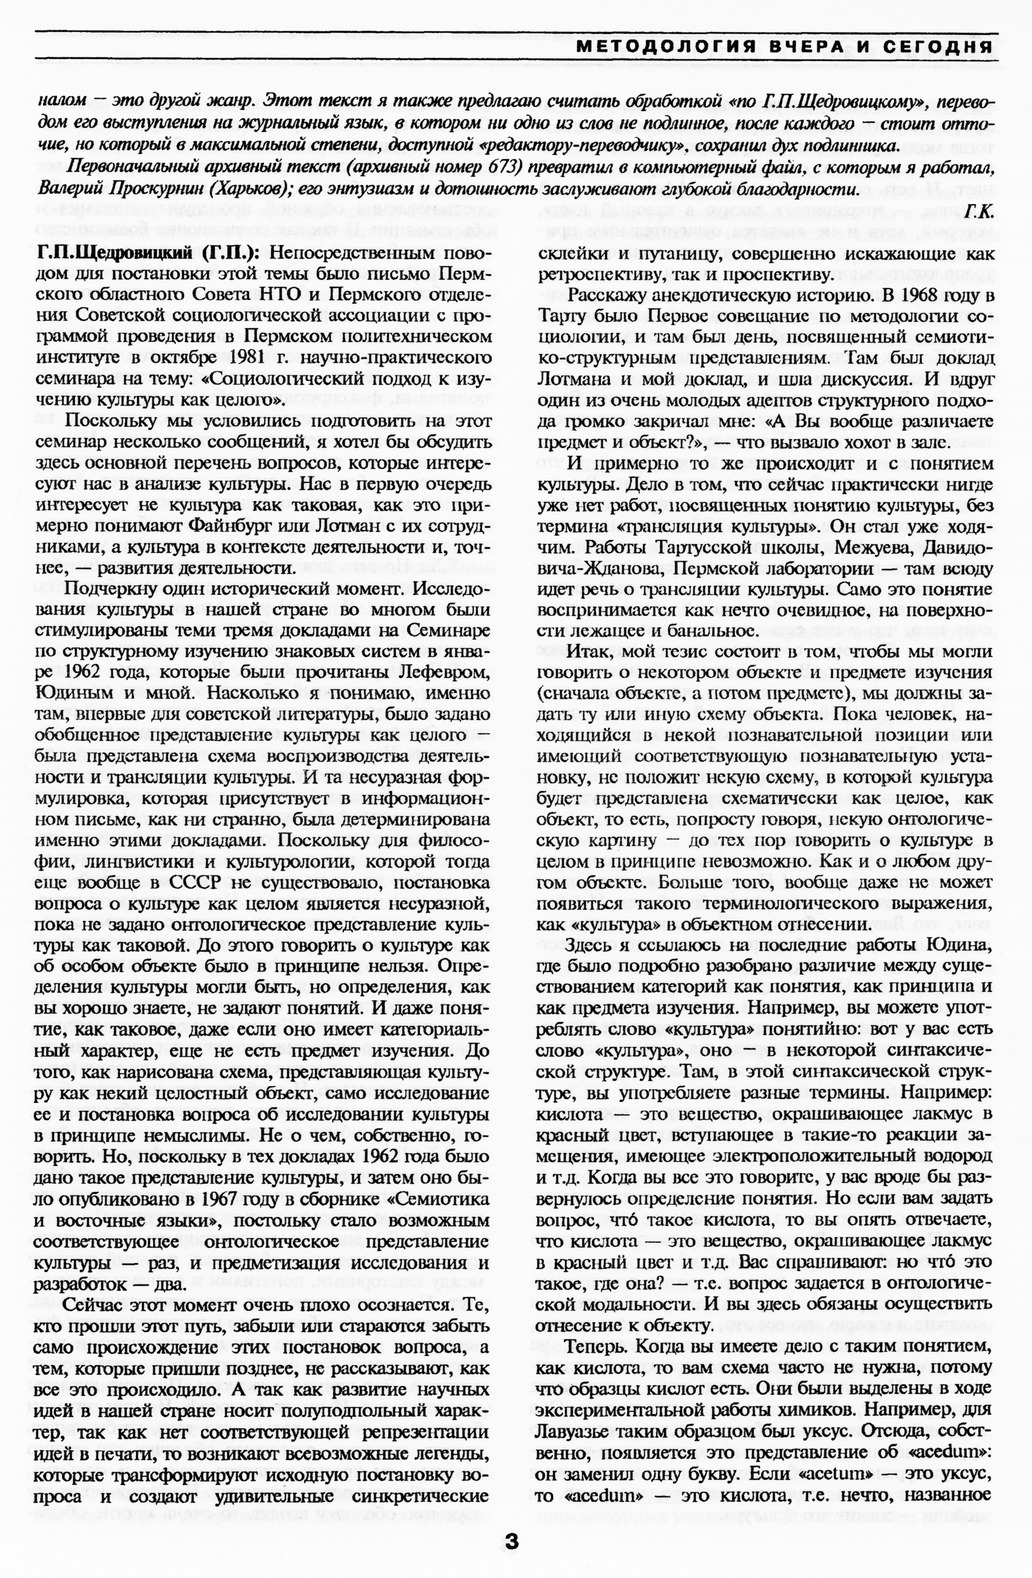 МЕТОДОЛОГИЯ ВЧЕРА И СЕГОДНЯ
налом — это другой жанр. Этот текст я также предлагаю считать обработкой «по Г.П.Щедровицкому», перево-
дом его выступления на журнальный язык, в котором ни одно из слов не подлинное, после каждого — стоит отто-
чие, но который в максимальной степени, доступной «редактору-переводчику», сохранил дух подлинника.
Первоначальный архивный текст (архивный номер 673) превратил в компьютерный файл, с которым я работал,
Валерий Проскурнин (Харьков); его энтузиазм и дотошность заслуживают глубокой благодарности.
Г.К.
Г.П.Щедровицкий (Г.П.): Непосредственным пово-
дом для постановки этой темы было письмо Перм-
ского областного Совета НТО и Пермского отделе-
ния Советской социологической ассоциации с про-
граммой проведения в Пермском политехническом
институте в октябре 1981 г. научно-практического
семинара на тему: «Социологический подход к изу-
чению культуры как целого».
Поскольку мы условились подготовить на этот
семинар несколько сообщений, я хотел бы обсудить
здесь основной перечень вопросов, которые интере-
суют нас в анализе культуры. Нас в первую очередь
интересует не культура как таковая, как это при-
мерно понимают Файнбург или Лотман с их сотруд-
никами, а культура в контексте деятельности и, точ-
нее, — развития деятельности.
Подчеркну один исторический момент. Исследо-
вания культуры в нашей стране во многом были
стимулированы теми тремя докладами на Семинаре
по структурному изучению знаковых систем в янва-
ре 1962 года, которые были прочитаны Лефевром,
Юдиным и мной. Насколько я понимаю, именно
там, впервые для советской литературы, было задано
обобщенное представление культуры как целого —
была представлена схема воспроизводства деятель-
ности и трансляции культуры. И та несуразная фор-
мулировка, которая присутствует в информацион-
ном письме, как ни странно, была детерминирована
именно этими докладами. Поскольку для филосо-
фии, лингвистики и культурологии, которой тогда
еще вообще в СССР не существовало, постановка
вопроса о культуре как целом является несуразной,
пока не задано онтологическое представление куль-
туры как таковой. До этого говорить о культуре как
об особом объекте было в принципе нельзя. Опре-
деления культуры могли быть, но определения, как
вы хорошо знаете, не задают понятий. И даже поня-
тие, как таковое, даже если оно имеет категориаль-
ный характер, еще не есть предмет изучения. До
того, как нарисована схема, представляющая культу-
ру как некий целостный объект, само исследование
ее и постановка вопроса об исследовании культуры
в принципе немыслимы. Не о чем, собственно, го-
ворить. Но, поскольку в тех докладах 1962 года было
дано такое представление культуры, и затем оно бы-
ло опубликовано в 1967 году в сборнике «Семиотика
и восточные языки», постольку стало возможным
соответствующее онтологическое представление
культуры — раз, и предметизация исследования и
разработок — два.
Сейчас этот момент очень плохо осознается. Те,
кто прошли этот путь, забыли или стараются забыть
само происхождение этих постановок вопроса, а
тем, которые пришли позднее, не рассказывают, как
все это происходило. А так как развитие научных
идей в нашей стране носит полуподпольный харак-
тер, так как нет соответствующей репрезентации
идей в печати, то возникают всевозможные легенды,
которые трансформируют исходную постановку во-
проса и создают удивительные синкретические
склейки и путаницу, совершенно искажающие как
ретроспективу, так и проспективу.
Расскажу анекдотическую историю. В 1968 году в
Тарту было Первое совещание по методологии со-
циологии, и там был день, посвященный семиоти-
ко-структурным представлениям. Там был доклад
Лотмана и мой доклад, и шла дискуссия. И вдруг
один из очень молодых адептов структурного подхо-
да громко закричал мне: «А Вы вообще различаете
предмет и объект?», — что вызвало хохот в зале.
И примерно то же происходит и с понятием
культуры. Дело в том, что сейчас практически нигде
уже нет работ, посвященных понятию культуры, без
термина «трансляция культуры». Он стал уже ходя-
чим. Работы Тартусской школы, Межуева, Давидо-
вича-Жданова, Пермской лаборатории — там всюду
идет речь о трансляции культуры. Само это понятие
воспринимается как нечто очевидное, на поверхно-
сти лежащее и банальное.
Итак, мой тезис состоит в том, чтобы мы могли
говорить о некотором объекте и предмете изучения
(сначала объекте, а потом предмете), мы должны за-
дать ту или иную схему объекта. Пока человек, на-
ходящийся в некой познавательной позиции или
имеющий соответствующую познавательную уста-
новку, не положит некую схему, в которой культура
будет представлена схематически как целое, как
объект, то есть, попросту говоря, некую онтологиче-
скую картину — до тех пор говорить о культуре в
целом в принципе невозможно. Как и о любом дру-
гом объекте. Больше того, вообще даже не может
появиться такого терминологического выражения,
как «культура» в объектном отнесении.
Здесь я ссылаюсь на последние работы Юдина,
где было подробно разобрано различие между суще-
ствованием категорий как понятия, как принципа и
как предмета изучения. Например, вы можете упот-
реблять слово «культура» понятийно: вот у вас есть
слово «культура», оно — в некоторой синтаксиче-
ской структуре. Там, в этой синтаксической струк-
туре, вы употребляете разные термины. Например:
кислота — это вещество, окрашивающее лакмус в
красный цвет, вступающее в такие-то реакции за-
мещения, имеющее электроположительный водород
и т.д. Когда вы все это говорите, у вас вроде бы раз-
вернулось определение понятия. Но если вам задать
вопрос, что́ такое кислота, то вы опять отвечаете,
что кислота — это вещество, окрашивающее лакмус
в красный цвет и т.д. Вас спрашивают: но что́ это
такое, где она? — т.е. вопрос задается в онтологиче-
ской модальности. И вы здесь обязаны осуществить
отнесение к объекту.
Теперь. Когда вы имеете дело с таким понятием,
как кислота, то вам схема часто не нужна, потому
что образцы кислот есть. Они были выделены в ходе
экспериментальной работы химиков. Например, для
Лавуазье таким образцом был уксус. Отсюда, собст-
венно, появляется это представление об «acedum»:
он заменил одну букву. Если «acetum» — это уксус,
то «acedum» — это кислота, т.е. нечто, названное
3